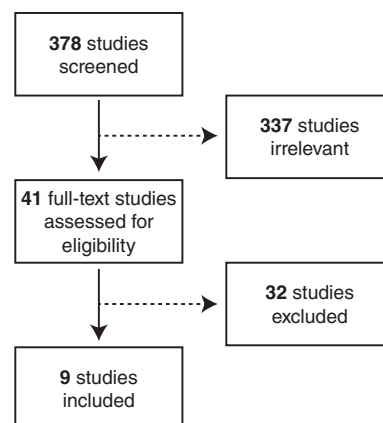 378 studies
screened
337 studies
irrelevant
41 full-text studies
assessed for
eligibility
32 studies
excluded
9 studies
included